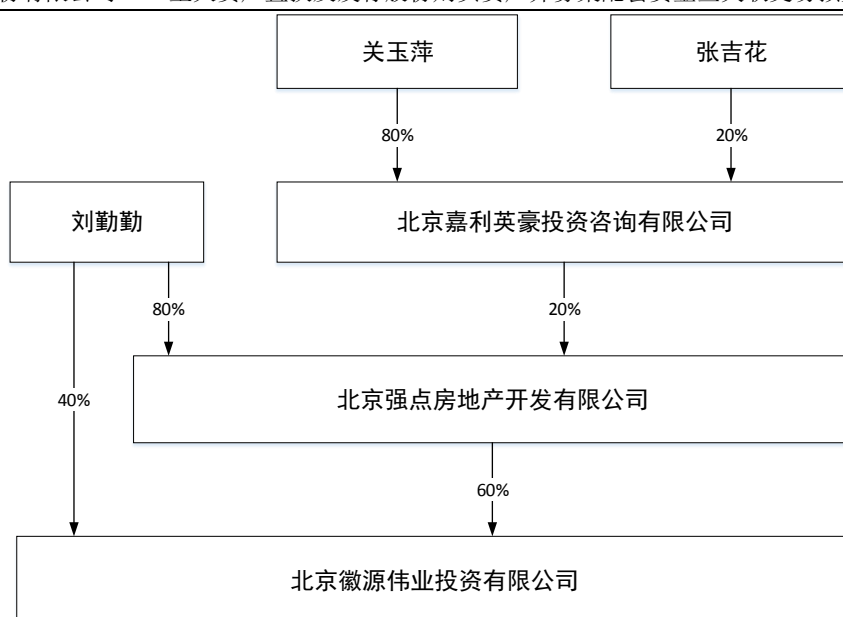 关玉萍
张吉花
80%
20%
刘勤勤
北京嘉利英豪投资咨询有限公司
80%
20%
40%
北京强点房地产开发有限公司
60%
北京徽源伟业投资有限公司